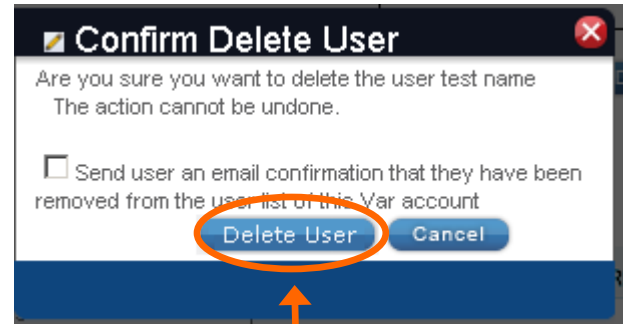 Confirm Delete User
Are you sure you want to delete the user test name
The action cannot be undone.
Send user an email confirmation that they have been
removed from the user list of this Var account
Delete User
Cancel